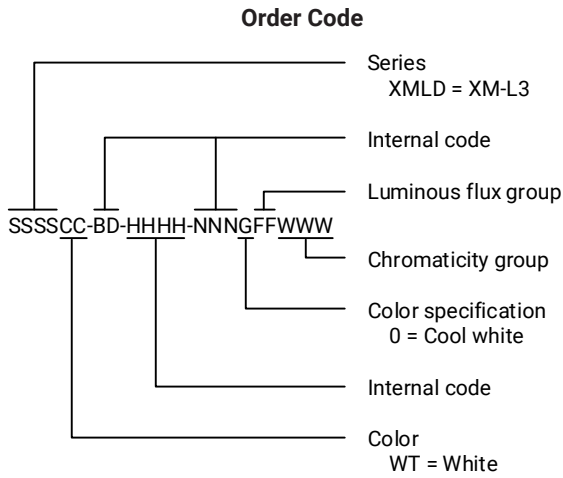 Order Code
Series
XMLD = XM-L3
Internal code
Luminous flux group
SSSSCC-BD-HHHH-NNNGFFWWW
Chromaticity group
Color specification
0 = Cool white
Internal code
Color
WT = White